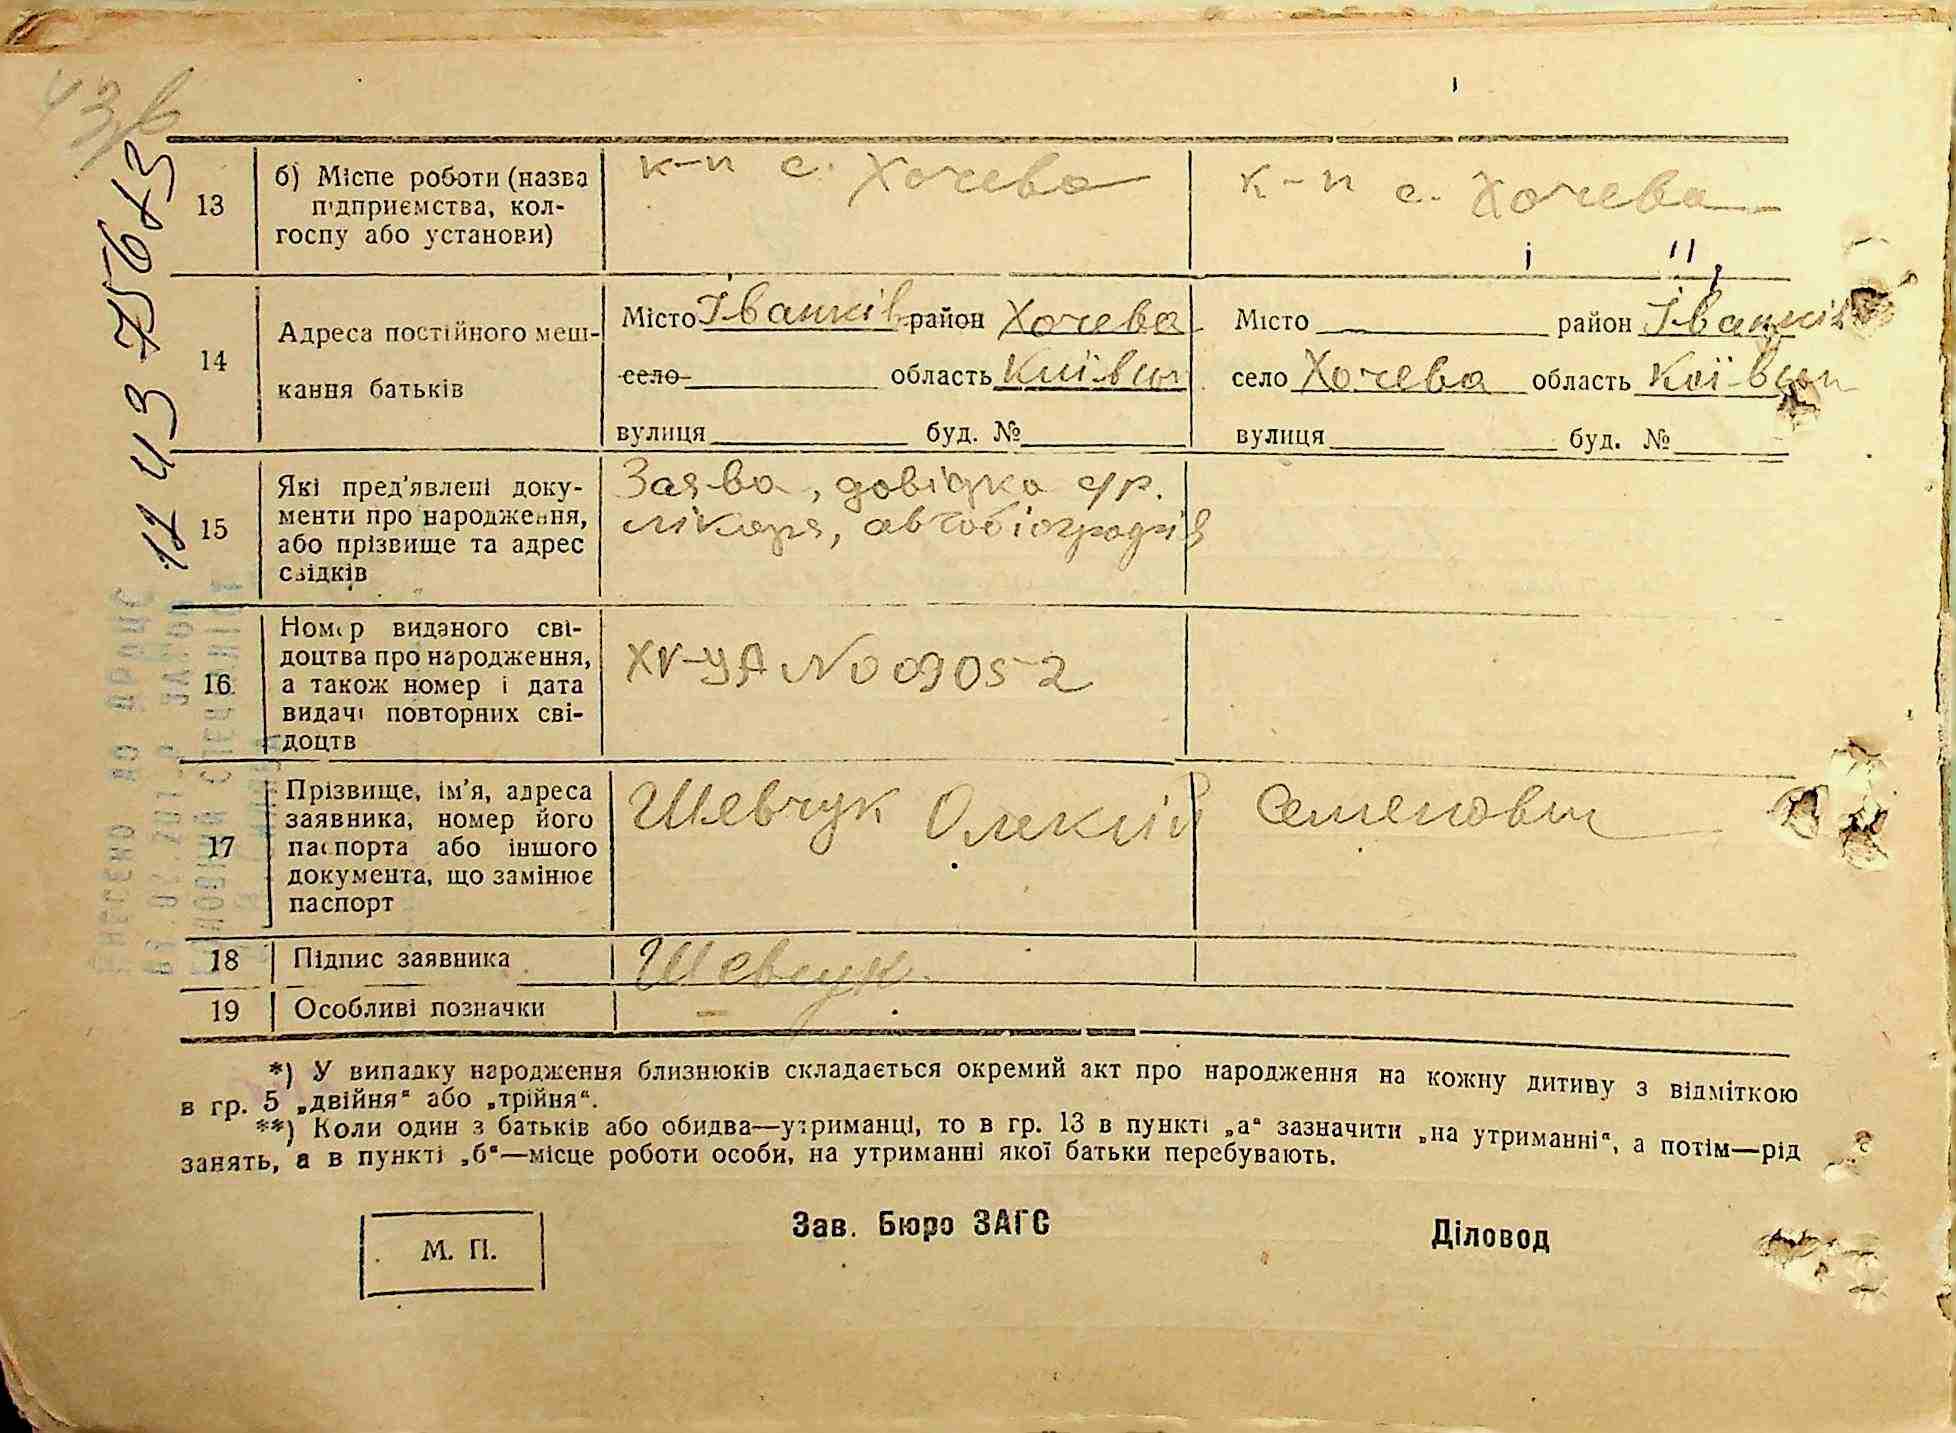 43
11437568
13
б) Місце роботи (назва
підприємства, кол-
госпу або установи)
к-п с. Хочева
к-п с. Хочева
14
Адреса постійного меш-
кання батьків
Місто Іванків район Хочева
село область Київськ
вулиця буд. №
Місто район Іванків
село Хочева область Київськ
вулиця буд. №
15
Які пред'явлені доку-
менти про народження,
або прізвище та адрес
свідків
Заява, довідка с/р.
лікаря, автобіографія
16
Номер виданого сві-
доцтва про народження,
а також номер і дата
видачі повторних сві-
доцтв
XV-УА № 009052
17
Прізвище, ім'я, адреса
заявника, номер його
паспорта або іншого
документа, що замінює
паспорт
Шевчук Олексій Семенович
18
Підпис заявника
Шевчук
19
Особливі позначки
–
*) У випадку народження близнюків складається окремий акт про народження на кожну дитину з відміткою
в гр. 5 „двійня“ або „трійня“.
**) Коли один з батьків або обидва—утриманці, то в гр. 13 в пункті „а“ зазначити „на утриманні“, а потім—рід
занять, а в пункті „б“—місце роботи особи, на утриманні якої батьки перебувають.
М. П.
Зав. Бюро ЗАГС
Діловод